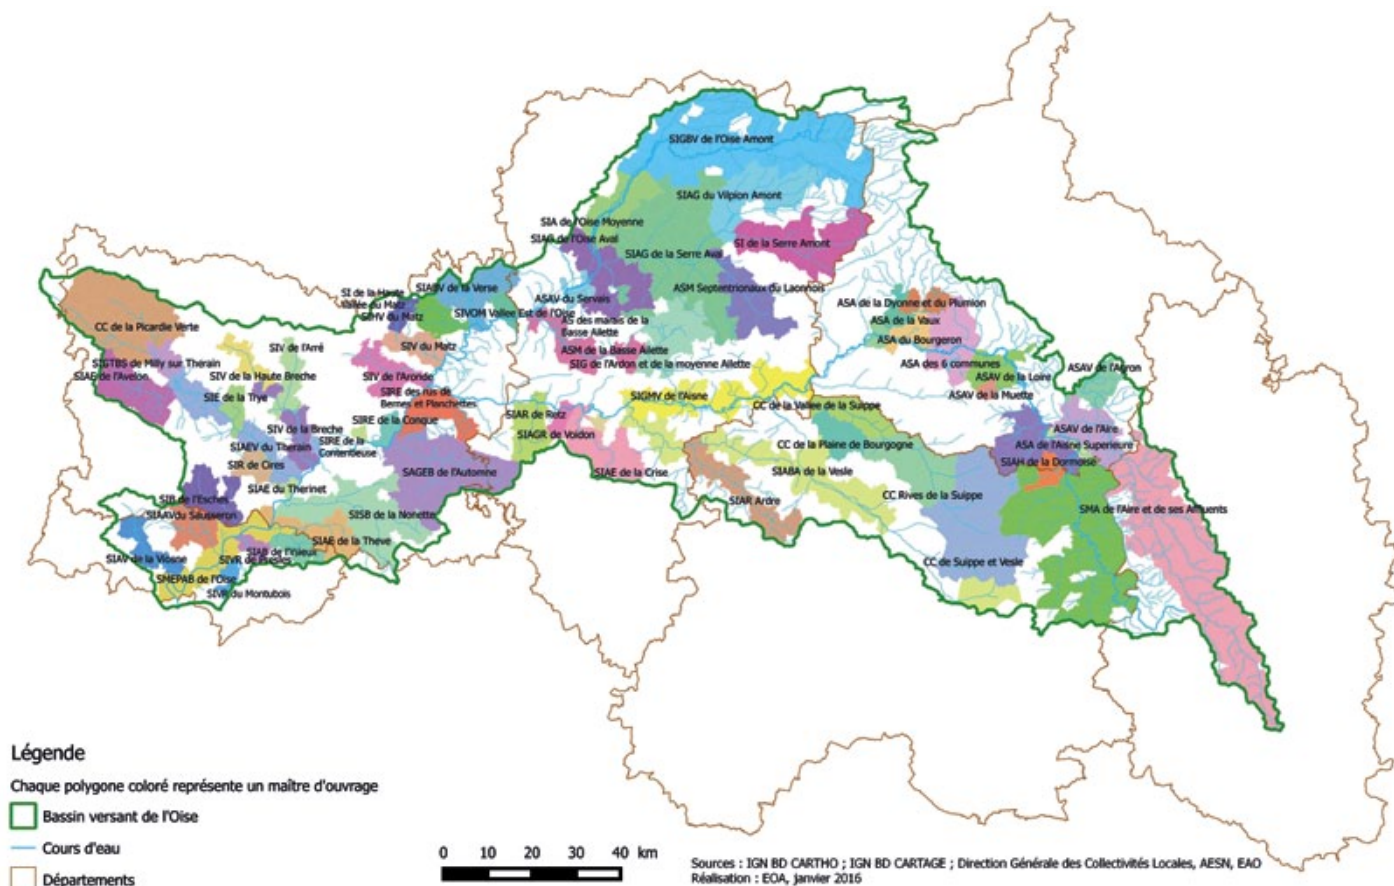 SIGBV de l'Oise Amont
SIAG du Vilpion Amont
SIA de l'Oise Moyenne
SIAG de l'Oise Aval
SI de la Serre Amont
SIAG de la Serre Aval
ASM Septentrionaux du Laonnois
SIABV de la Verse
SI de la Haute
Vallée du Matz
SIMV du Matz
SIVOM Vallee Est de l'Oise
ASAV du Servais
AS des marais de la
Basse Ailette
ASM de la Basse Ailette
SIG de l'Ardon et de la moyenne Ailette
ASA de la Dyonne et du Plumion
ASA de la Vaux
ASA du Bourgeron
ASA des 6 communes
ASAV de la Loire
ASAV de l'Agron
ASAV de la Muette
CC de la Picardie Verte
SIV de l'Arré
SIV du Matz
SIGTBS de Milly sur Thérain
SIAE de l'Avelon
SIV de la Haute Breche
SIV de l'Aronde
SIE de la Trye
SIRE des rus de
Bernes et Planchettes
SIGMV de l'Aisne
CC de la Vallee de la Suippe
SIAR de Retz
SIRE de la Conque
SIV de la Breche
SIAGR de Voidon
ASAV de l'Aire
SIAEV du Therain
SIRE de la
Contentieuse
CC de la Plaine de Bourgogne
ASA de l'Aisne Superieure
SIAH de la Dormoise
SIR de Cires
SAGEB de l'Automne
SIAE de la Crise
SIABA de la Vesle
SIAE du Therinet
SIB de l'Esches
SIAR Ardre
CC Rives de la Suippe
SIAAVdu Sausseron
SISB de la Nonette
SMA de l'Aire et de ses Affluents
SIAE de la Theve
SIAV de la Viosne
SIAB de l'Ysieux
SIVR de Presles
CC de Suippe et Vesle
SMEPAB de l'Oise
SIVR du Montubois
Légende
Chaque polygone coloré représente un maître d'ouvrage
Bassin versant de l'Oise
Cours d'eau
Départements
0 10 20 30 40 km
Sources : IGN BD CARTHO ; IGN BD CARTAGE ; Direction Générale des Collectivités Locales, AESN, EAO
Réalisation : EOA, janvier 2016